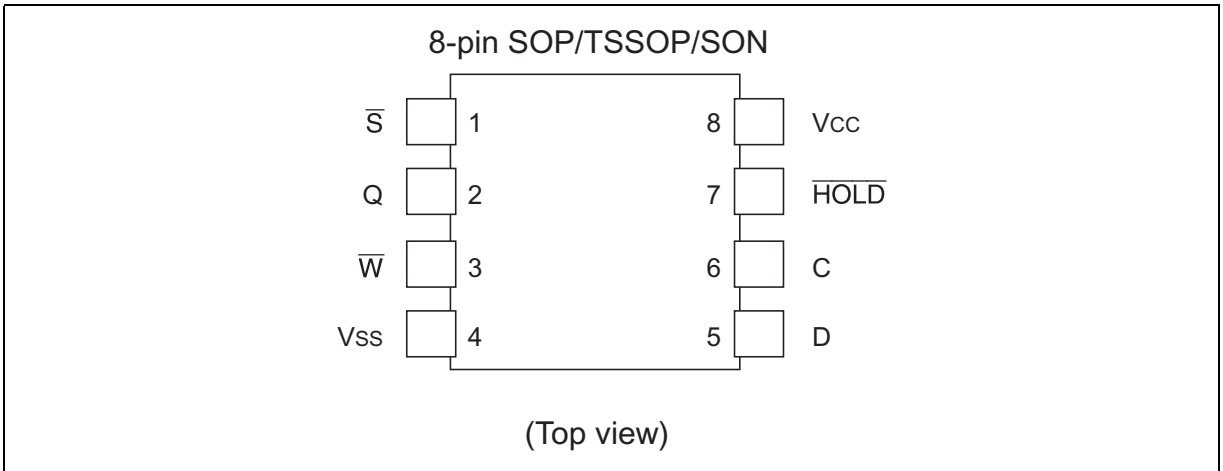 8-pin SOP/TSSOP/SON
S̅ 1 8 VCC
Q 2 7 H̅O̅L̅D̅
W̅ 3 6 C
VSS 4 5 D
(Top view)